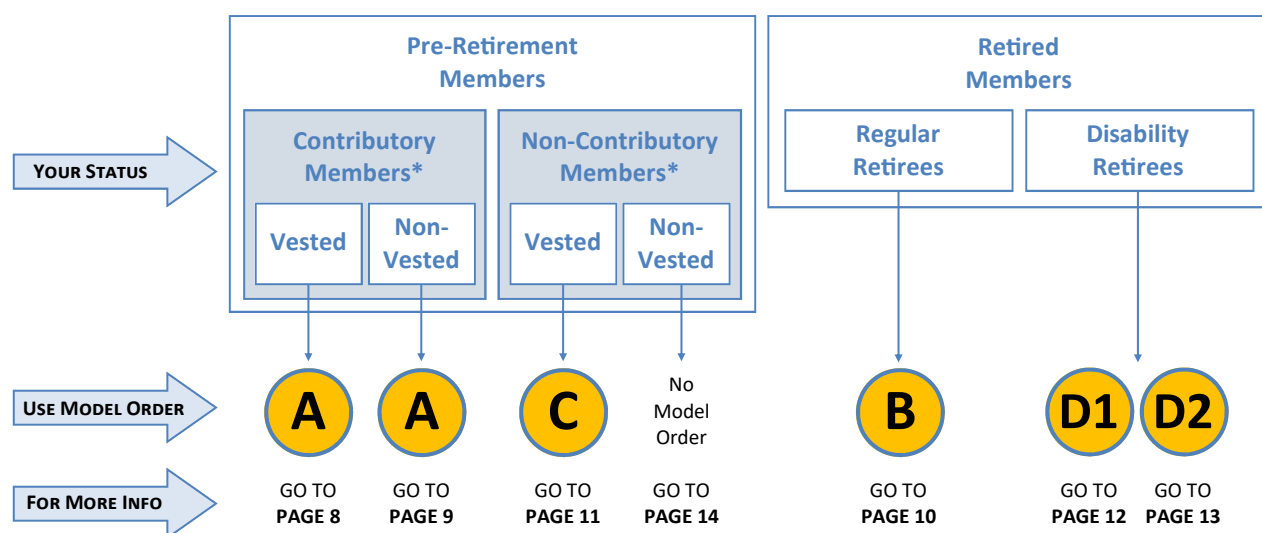 Pre-Retirement
Members
Retired
Members
YOUR STATUS
Contributory
Members*
Non-Contributory
Members*
Regular
Retirees
Disability
Retirees
Vested
Non-
Vested
Vested
Non-
Vested
USE MODEL ORDER
A
A
C
No
Model
Order
B
D1
D2
FOR MORE INFO
GO TO
PAGE 8
GO TO
PAGE 9
GO TO
PAGE 11
GO TO
PAGE 14
GO TO
PAGE 10
GO TO
PAGE 12
GO TO
PAGE 13